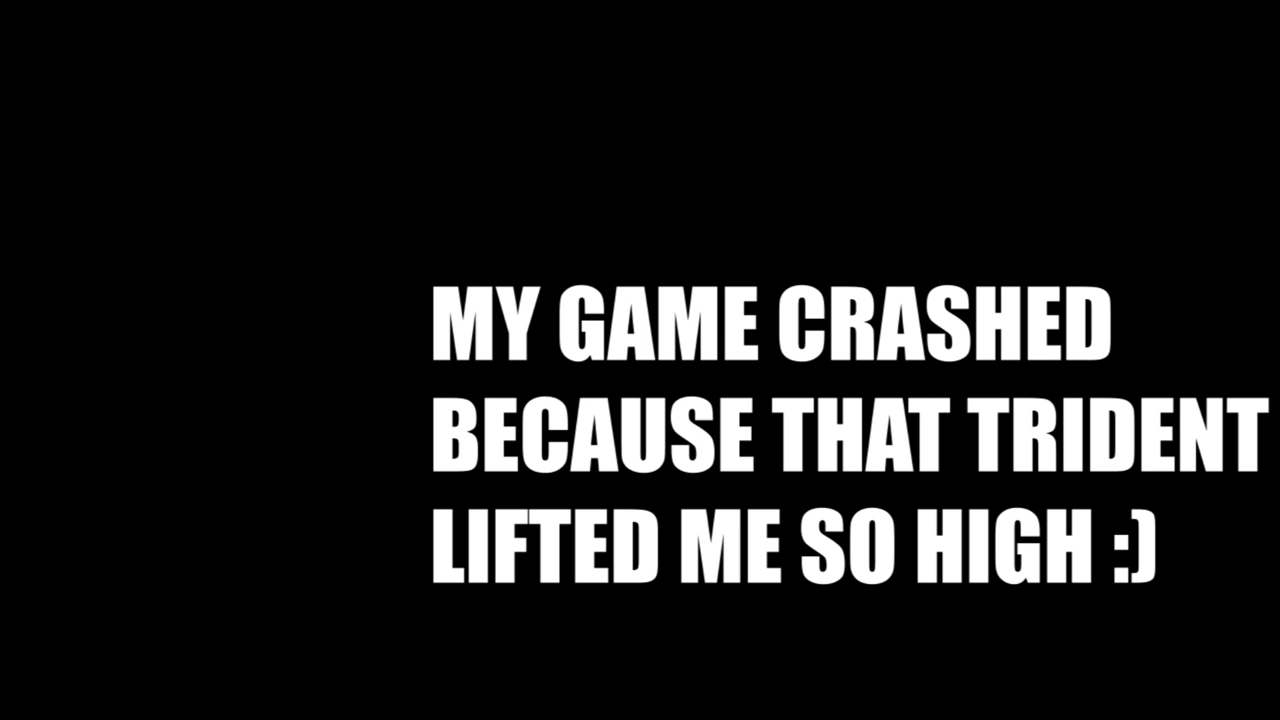 MY GAME CRASHED
BECAUSE THAT TRIDENT
LIFTED ME SO HIGH :)